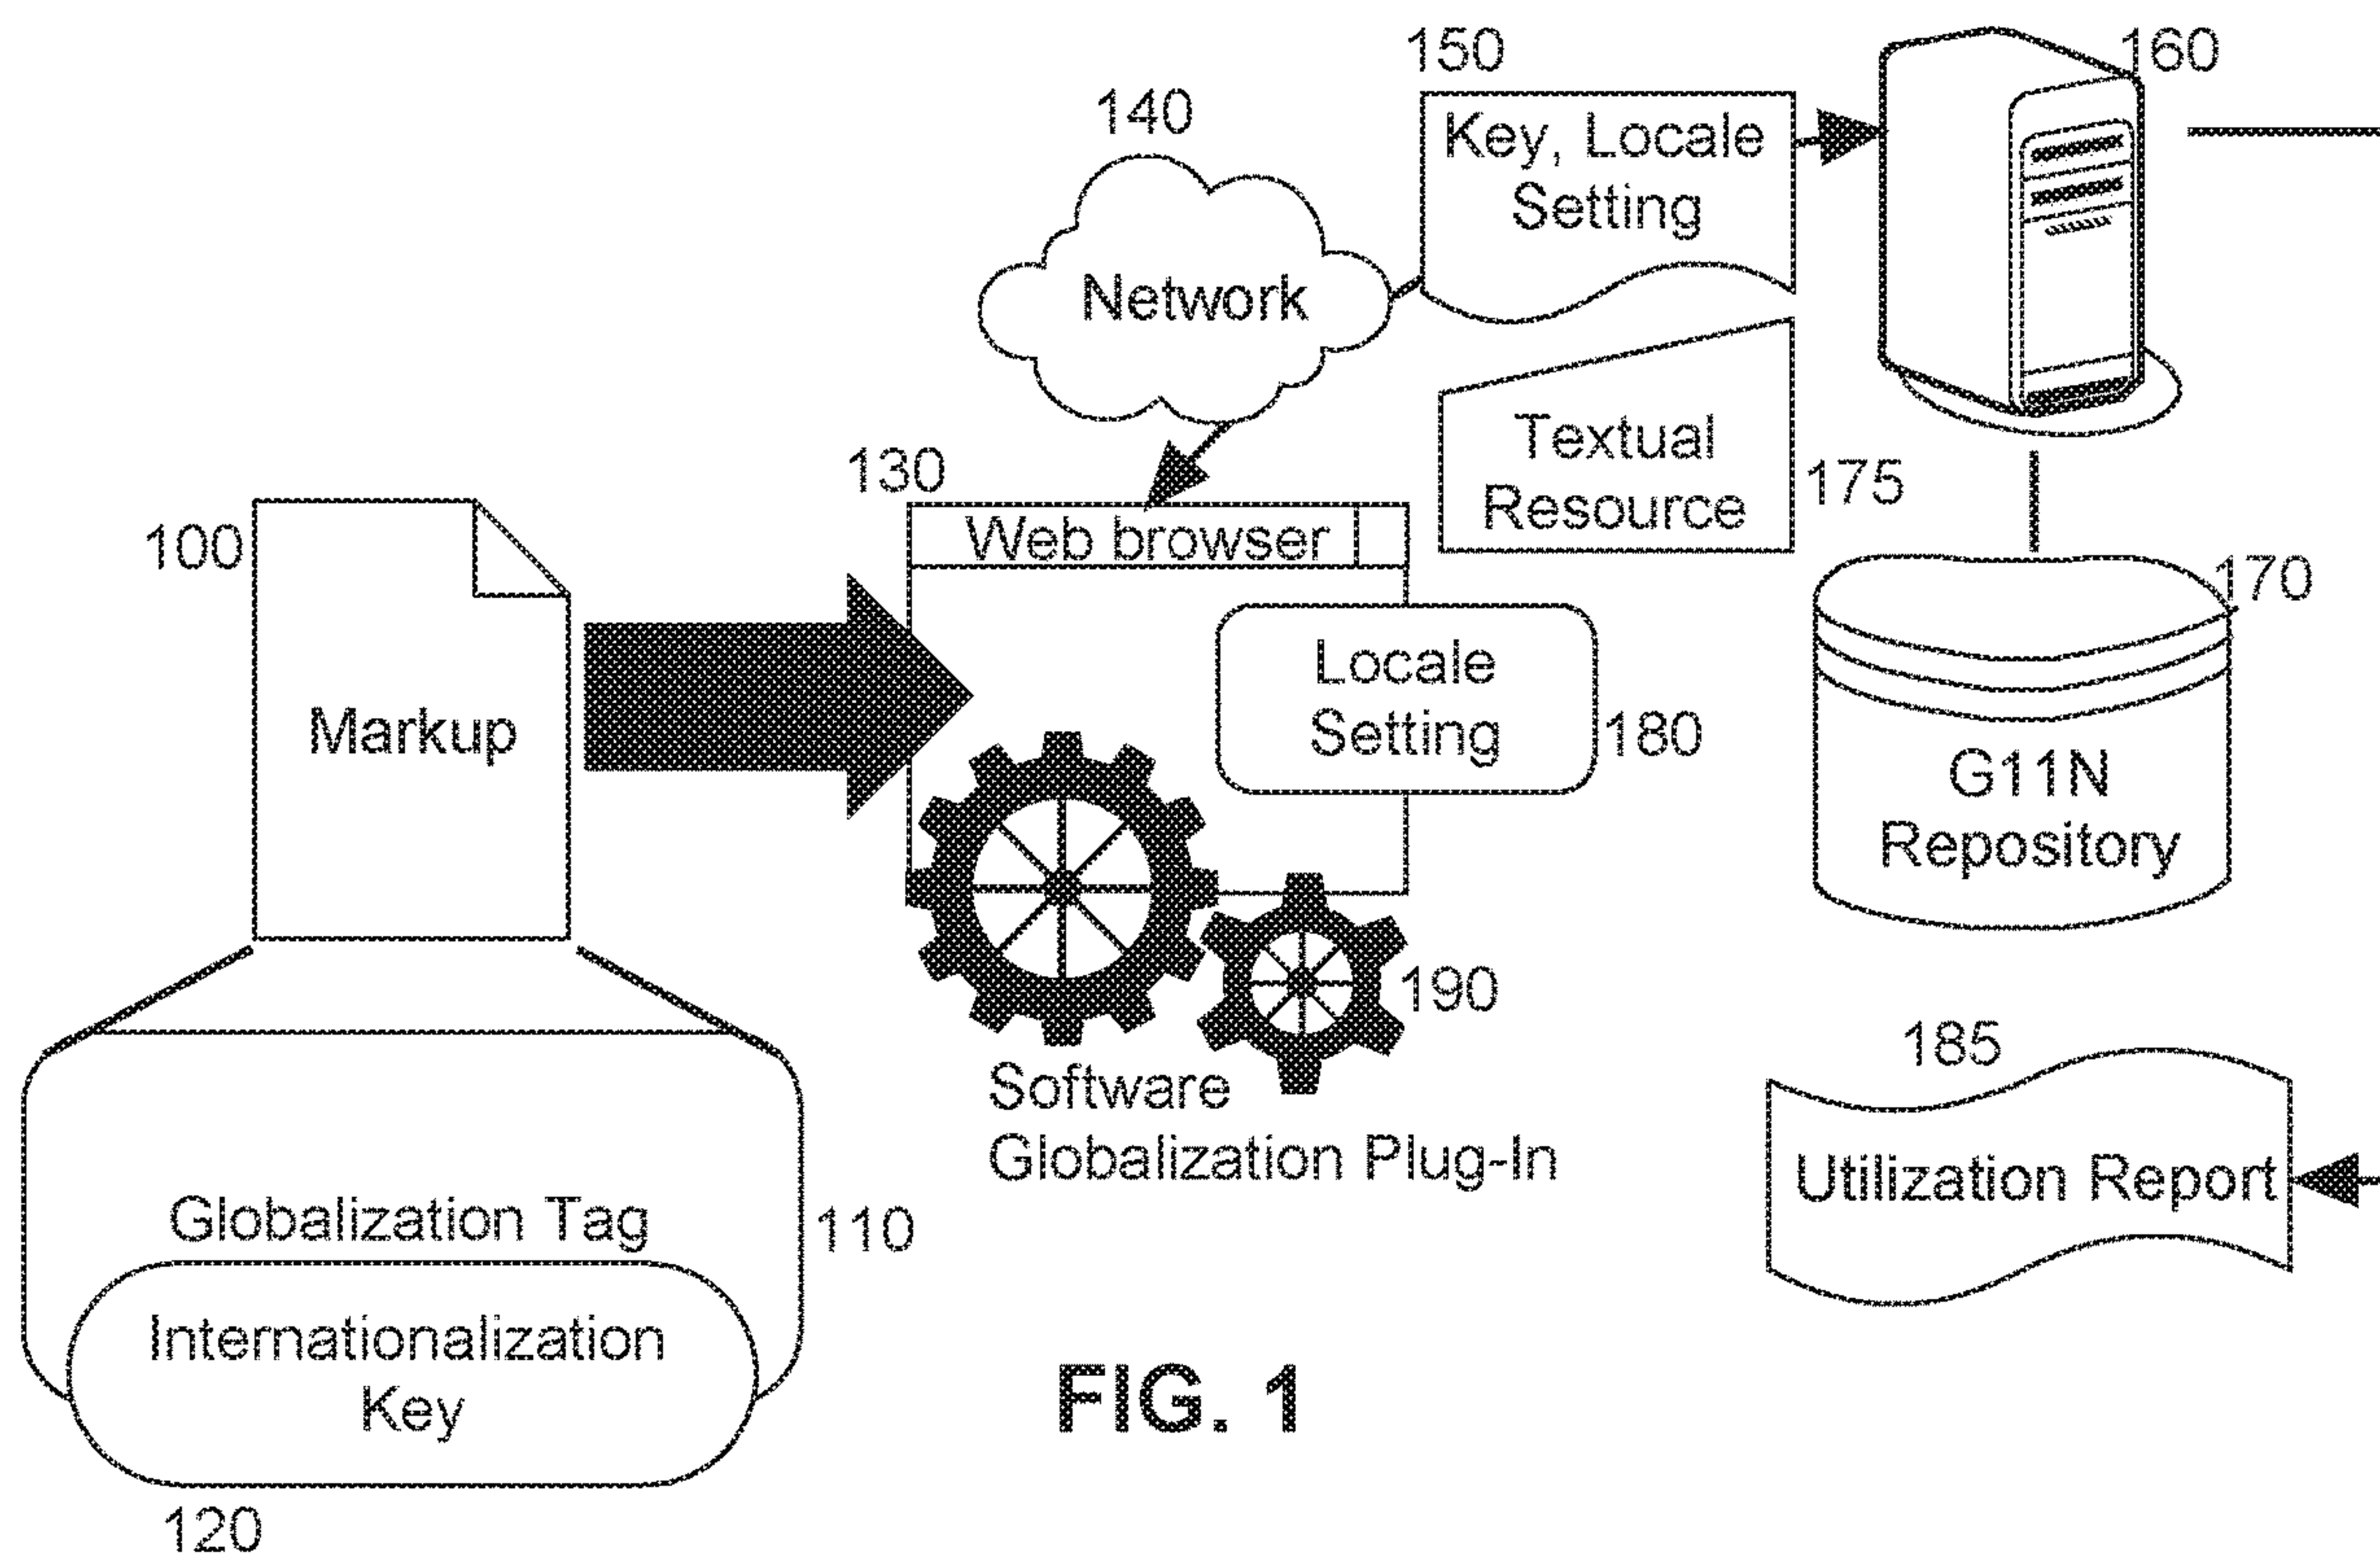 150
160
140
Key, Locale
Setting
Network
130
Textual
Resource
175
100
Web browser
170
Locale
Setting
180
Markup
G11N
Repository
190
185
Software
Globalization Plug-In
Utilization Report
Globalization Tag
110
Internationalization
Key
FIG. 1
120